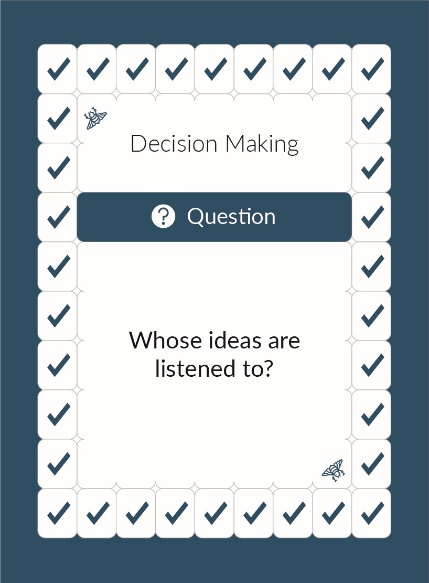 Decision Making
? Question
Whose ideas are
listened to?